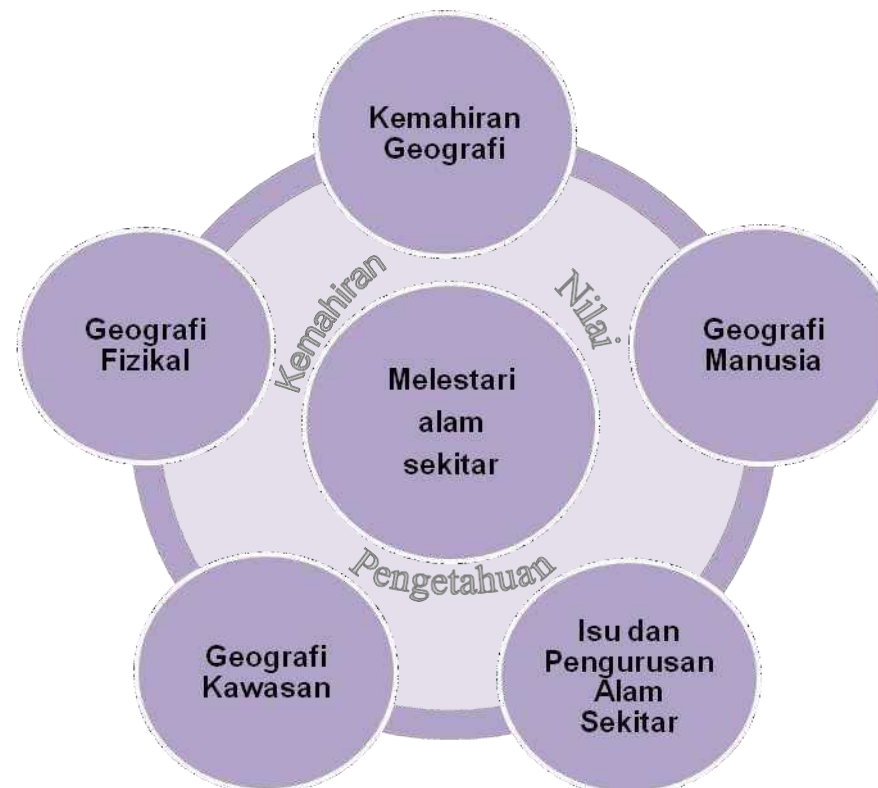 Kemahiran
Geografi
Kemahiran
Nilai
Geografi
Fizikal
Geografi
Manusia
Melestari
alam
sekitar
Pengetahuan
Geografi
Kawasan
Isu dan
Pengurusan
Alam
Sekitar